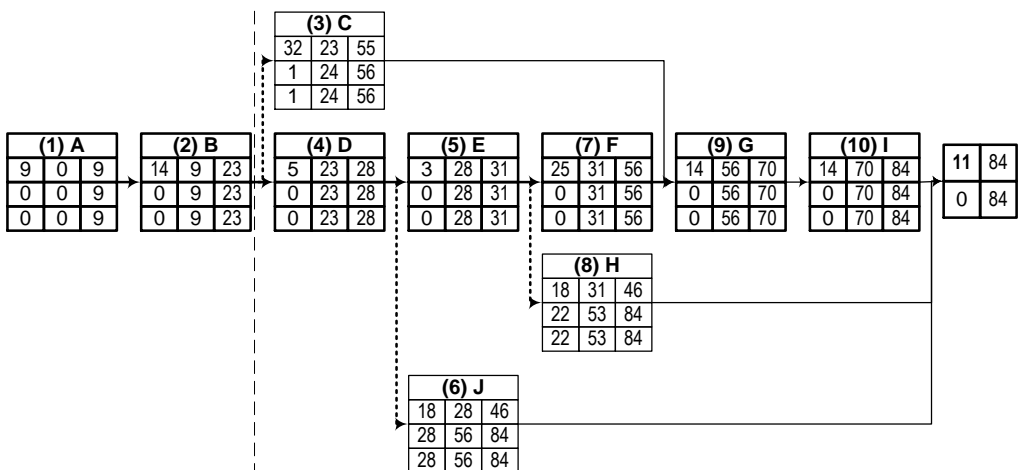 (3) C
32 23 55
1 24 56
1 24 56
(1) A
9 0 9
0 0 9
0 0 9
(2) B
14 9 23
0 9 23
0 9 23
(4) D
5 23 28
0 23 28
0 23 28
(5) E
3 28 31
0 28 31
0 28 31
(7) F
25 31 56
0 31 56
0 31 56
(9) G
14 56 70
0 56 70
0 56 70
(10) I
14 70 84
0 70 84
0 70 84
11 84
0 84
(8) H
18 31 46
22 53 84
22 53 84
(6) J
18 28 46
28 56 84
28 56 84